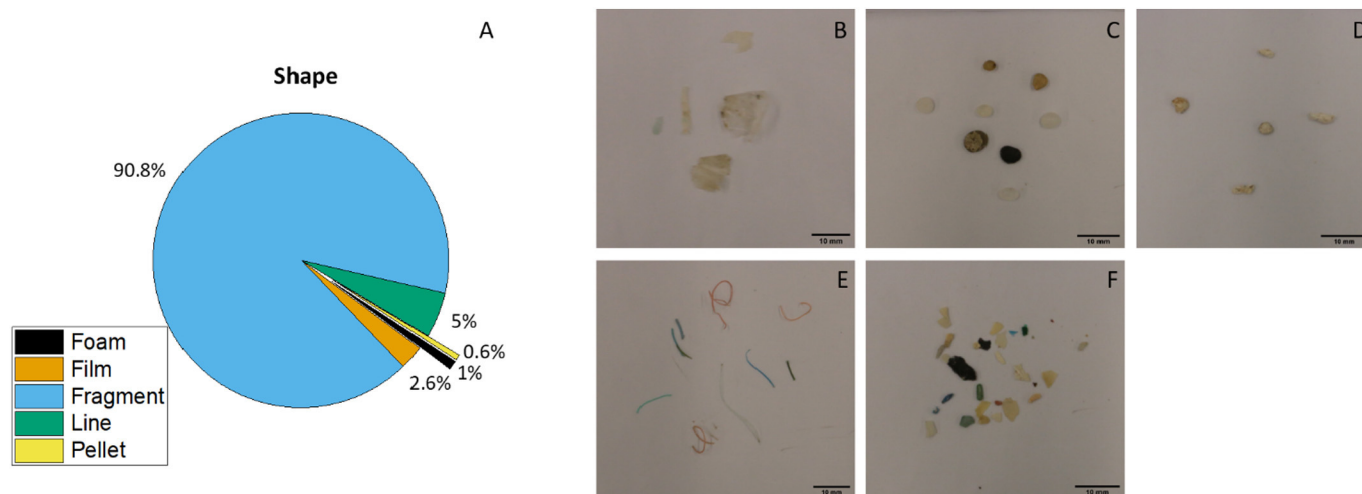 A
Shape
90.8%
5%
0.6%
1%
2.6%
Foam
Film
Fragment
Line
Pellet
B
10 mm
C
10 mm
D
10 mm
E
10 mm
F
10 mm